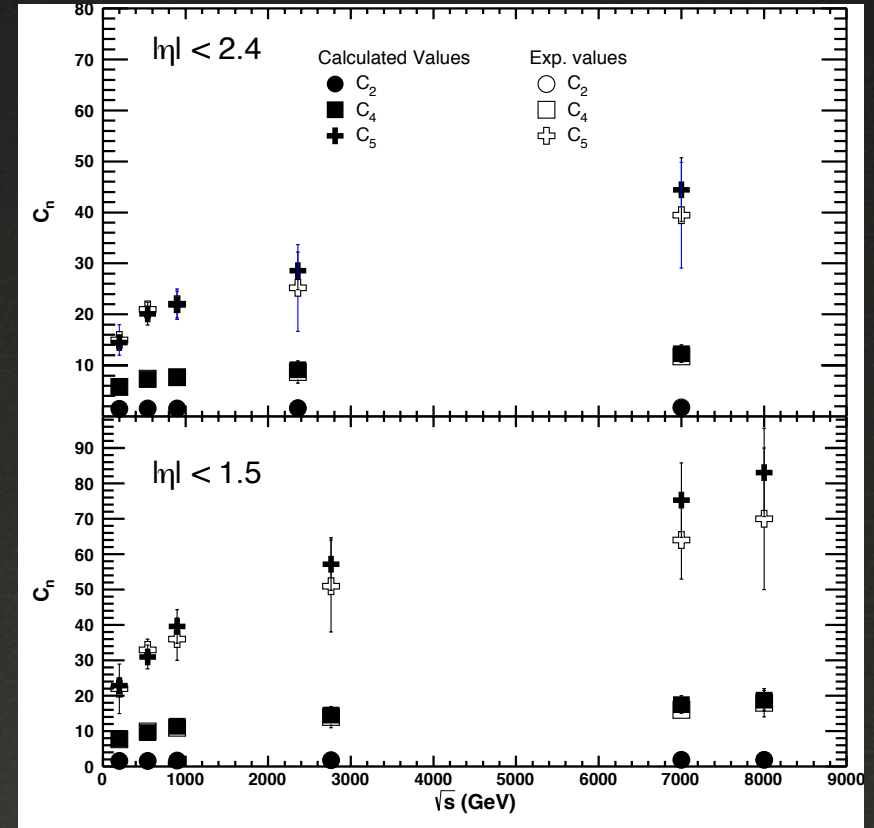 |η| < 2.4
Calculated Values
C2
C4
C5
Exp. values
C2
C4
C5
Cn
80
70
60
50
40
30
20
10
|η| < 1.5
Cn
90
80
70
60
50
40
30
20
10
0
0 1000 2000 3000 4000 5000 6000 7000 8000 9000
√s (GeV)